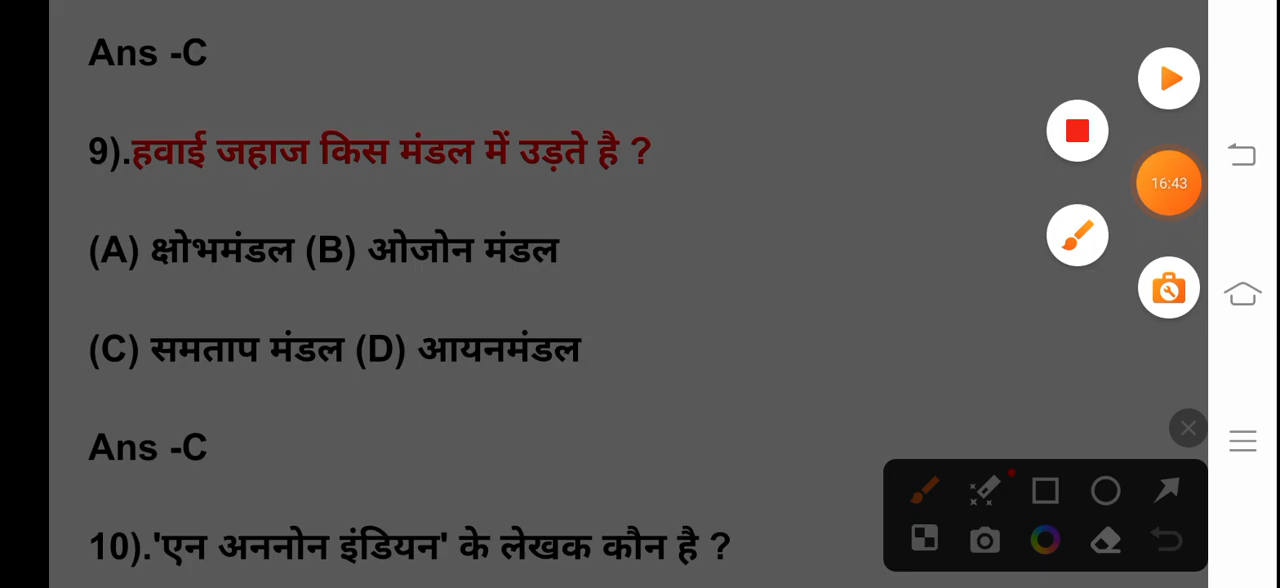 Ans -C
9).हवाई जहाज किस मंडल में उड़ते है ?
16:43
(A) क्षोभमंडल (B) ओजोन मंडल
(C) समताप मंडल (D) आयनमंडल
Ans -C
10).'एन अननोन इंडियन' के लेखक कौन है ?